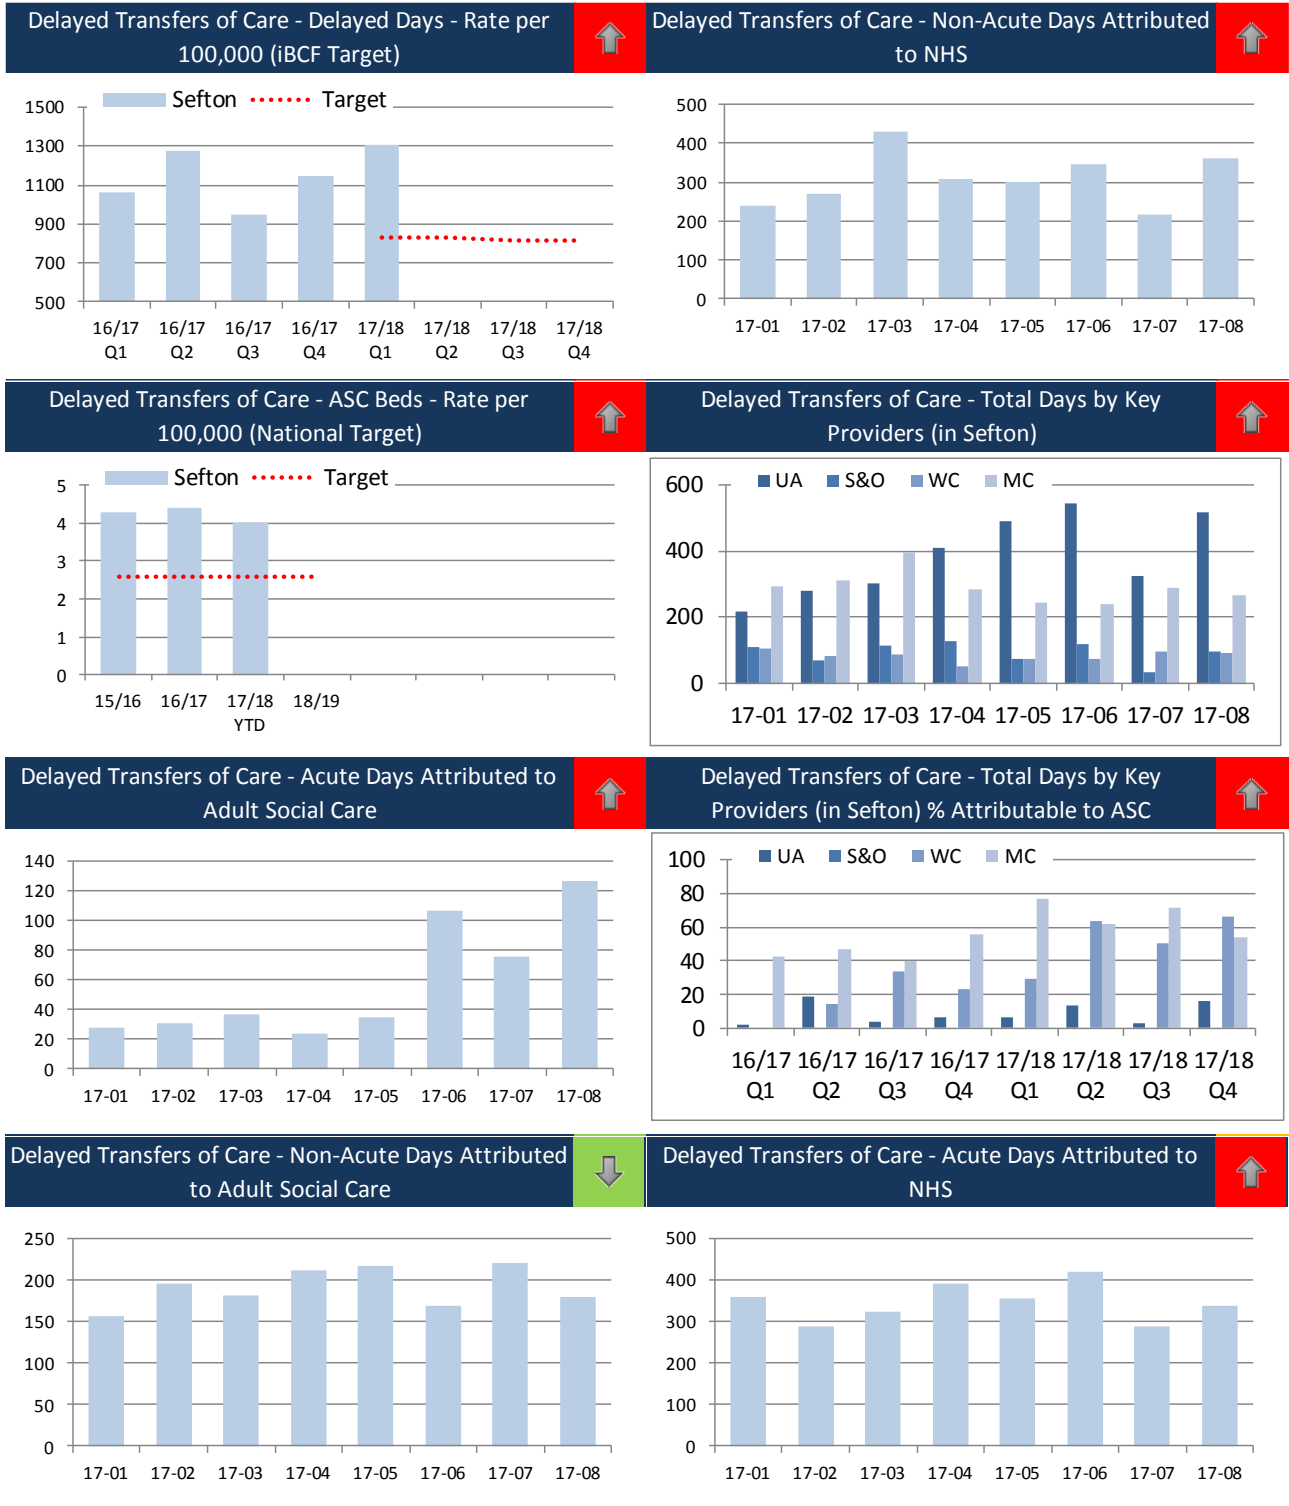 Delayed Transfers of Care - Delayed Days - Rate per
100,000 (iBCF Target)
Sefton Target
1500
1300
1100
900
700
500
16/17 16/17 16/17 16/17 17/18 17/18 17/18 17/18
Q1 Q2 Q3 Q4 Q1 Q2 Q3 Q4
Delayed Transfers of Care - Non-Acute Days Attributed
to NHS
500
400
300
200
100
0
17-01 17-02 17-03 17-04 17-05 17-06 17-07 17-08
Delayed Transfers of Care - ASC Beds - Rate per
100,000 (National Target)
Sefton Target
5
4
3
2
1
0
15/16 16/17 17/18 18/19
YTD
Delayed Transfers of Care - Total Days by Key
Providers (in Sefton)
UA S&O WC MC
600
400
200
0
17-01 17-02 17-03 17-04 17-05 17-06 17-07 17-08
Delayed Transfers of Care - Acute Days Attributed to
Adult Social Care
140
120
100
80
60
40
20
0
17-01 17-02 17-03 17-04 17-05 17-06 17-07 17-08
Delayed Transfers of Care - Total Days by Key
Providers (in Sefton) % Attributable to ASC
UA S&O WC MC
100
80
60
40
20
0
16/17 16/17 16/17 16/17 17/18 17/18 17/18 17/18
Q1 Q2 Q3 Q4 Q1 Q2 Q3 Q4
Delayed Transfers of Care - Non-Acute Days Attributed
to Adult Social Care
250
200
150
100
50
0
17-01 17-02 17-03 17-04 17-05 17-06 17-07 17-08
Delayed Transfers of Care - Acute Days Attributed to
NHS
500
400
300
200
100
0
17-01 17-02 17-03 17-04 17-05 17-06 17-07 17-08